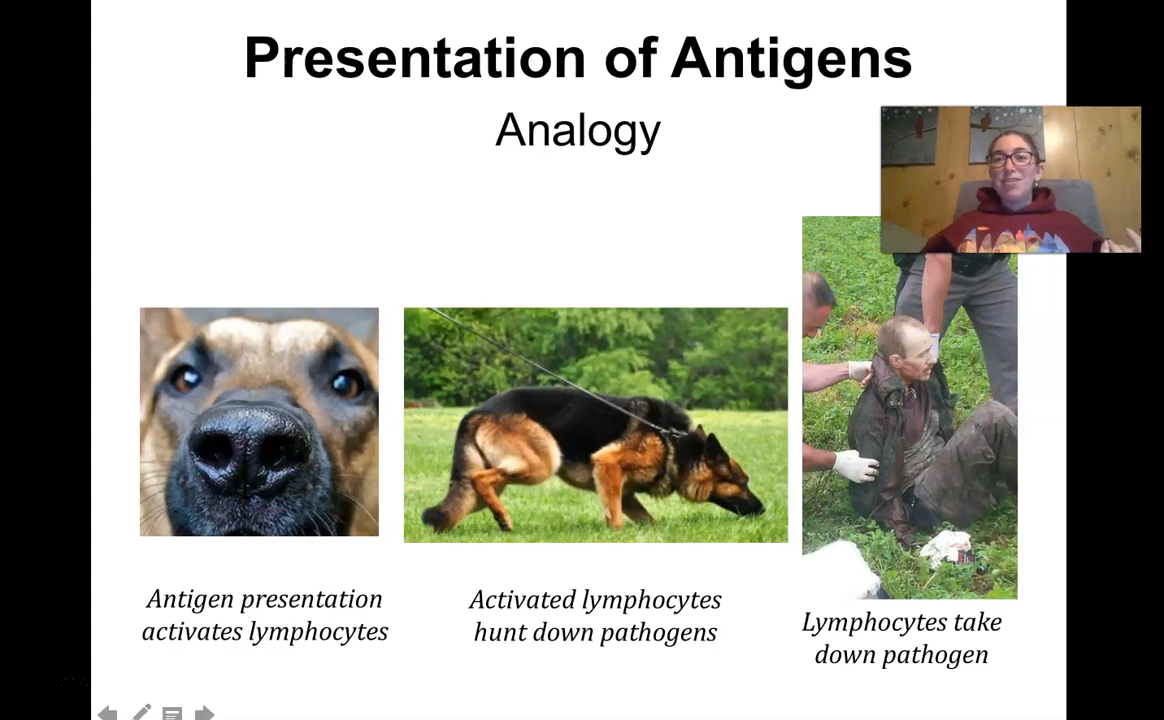 Presentation of Antigens
Analogy
Antigen presentation
activates lymphocytes
Activated lymphocytes
hunt down pathogens
Lymphocytes take
down pathogen